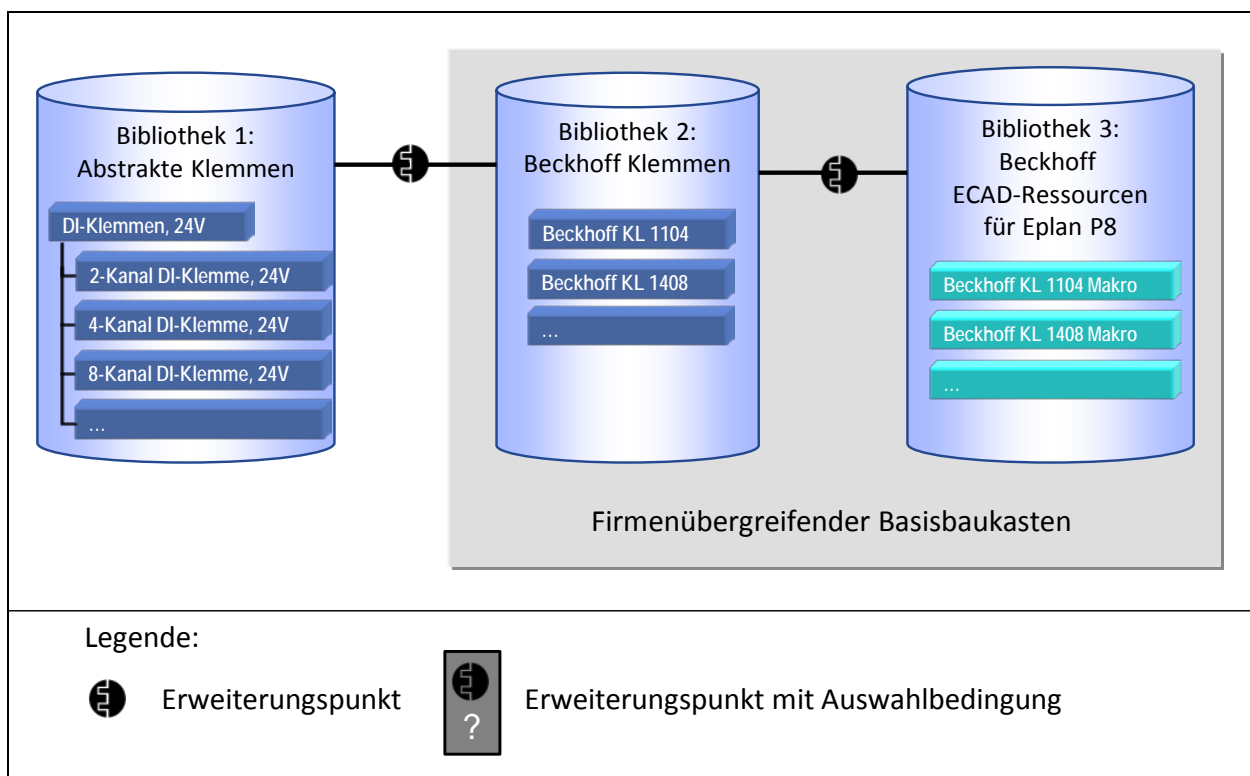 Bibliothek 1:
Abstrakte Klemmen
DI-Klemmen, 24V
2-Kanal DI-Klemme, 24V
4-Kanal DI-Klemme, 24V
8-Kanal DI-Klemme, 24V
...
Bibliothek 2:
Beckhoff Klemmen
Beckhoff KL 1104
Beckhoff KL 1408
...
Bibliothek 3:
Beckhoff
ECAD-Ressourcen
für Eplan P8
Beckhoff KL 1104 Makro
Beckhoff KL 1408 Makro
...
Firmenübergreifender Basisbaukasten
Legende:
Erweiterungspunkt
?
Erweiterungspunkt mit Auswahlbedingung